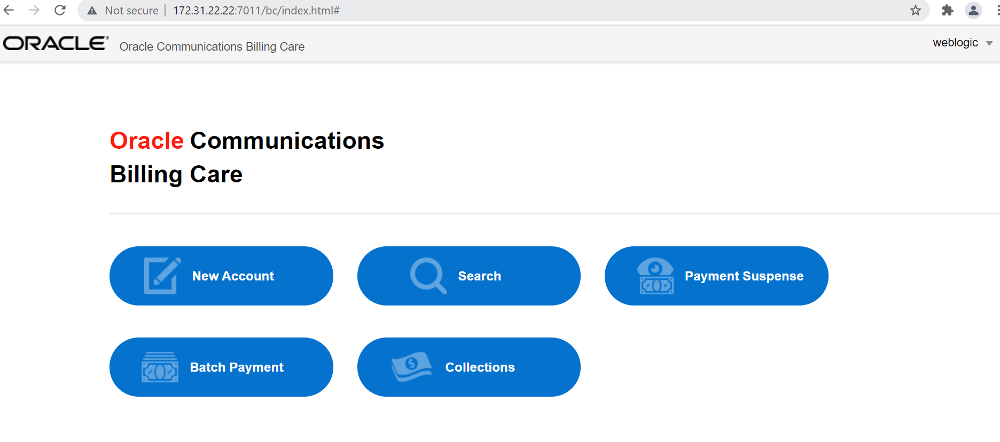 Not secure 172.31.22.22:7011/bc/index.html#
ORACLE® Oracle Communications Billing Care weblogic
Oracle Communications
Billing Care
New Account Search Payment Suspense
Batch Payment Collections